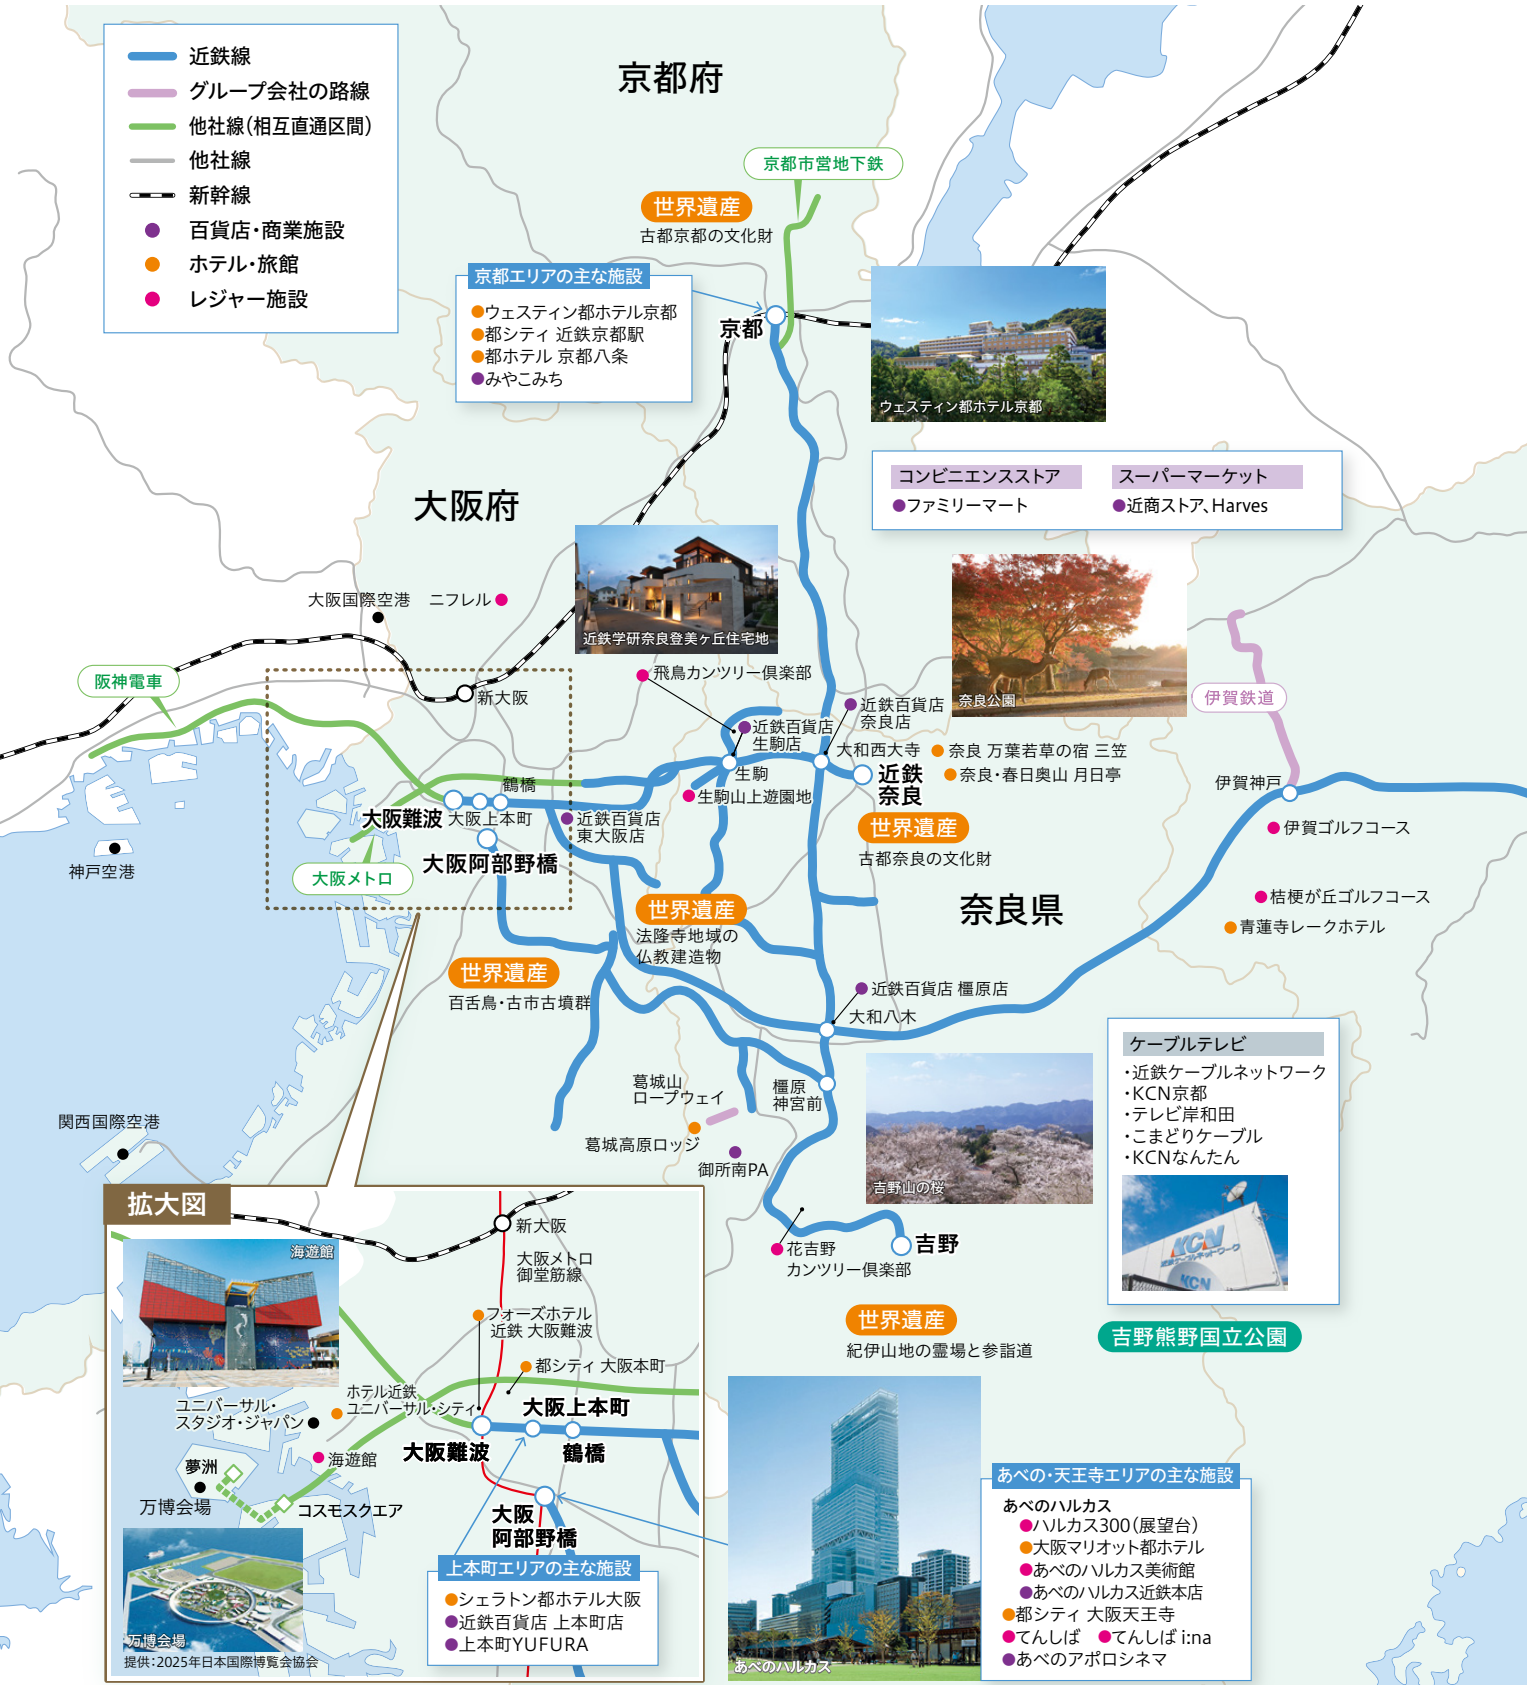 近鉄線
グループ会社の路線
他社線(相互直通区間)
他社線
新幹線
百貨店・商業施設
ホテル・旅館
レジャー施設
京都府
京都市営地下鉄
世界遺産
古都京都の文化財
京都エリアの主な施設
ウェスティン都ホテル京都
都シティ 近鉄京都駅
都ホテル 京都八条
みやこみち
京都
ウェスティン都ホテル京都
コンビニエンスストア
ファミリーマート
スーパーマーケット
近商ストア、Harves
大阪府
大阪国際空港
ニフレル
近鉄学研奈良登美ヶ丘住宅地
奈良公園
飛鳥カンツリー倶楽部
阪神電車
新大阪
近鉄百貨店
生駒店
近鉄百貨店
奈良店
大和西大寺
奈良 万葉若草の宿 三笠
奈良・春日奥山 月日亭
伊賀鉄道
伊賀神戸
生駒
近鉄
奈良
生駒山上遊園地
鶴橋
大阪難波
大阪上本町
近鉄百貨店
東大阪店
大阪阿部野橋
大阪メトロ
神戸空港
世界遺産
古都奈良の文化財
伊賀ゴルフコース
桔梗が丘ゴルフコース
青蓮寺レークホテル
奈良県
世界遺産
法隆寺地域の
仏教建造物
世界遺産
百舌鳥・古市古墳群
近鉄百貨店 橿原店
大和八木
ケーブルテレビ
・近鉄ケーブルネットワーク
・KCN京都
・テレビ岸和田
・こまどりケーブル
・KCNなんたん
KCN
近鉄ケーブルネットワーク
KCN
葛城山
ロープウェイ
橿原
神宮前
葛城高原ロッジ
御所南PA
吉野山の桜
関西国際空港
花吉野
カンツリー倶楽部
吉野
世界遺産
紀伊山地の霊場と参詣道
吉野熊野国立公園
拡大図
海遊館
新大阪
大阪メトロ
御堂筋線
フォーズホテル
近鉄 大阪難波
都シティ 大阪本町
ホテル近鉄
ユニバーサル・シティ
ユニバーサル・
スタジオ・ジャパン
大阪上本町
大阪難波
鶴橋
海遊館
夢洲
万博会場
コスモスクエア
大阪
阿部野橋
上本町エリアの主な施設
シェラトン都ホテル大阪
近鉄百貨店 上本町店
上本町YUFURA
万博会場
提供:2025年日本国際博覧会協会
あべのハルカス
あべの・天王寺エリアの主な施設
あべのハルカス
ハルカス300(展望台)
大阪マリオット都ホテル
あべのハルカス美術館
あべのハルカス近鉄本店
都シティ 大阪天王寺
てんしば てんしば i:na
あべのアポロシネマ